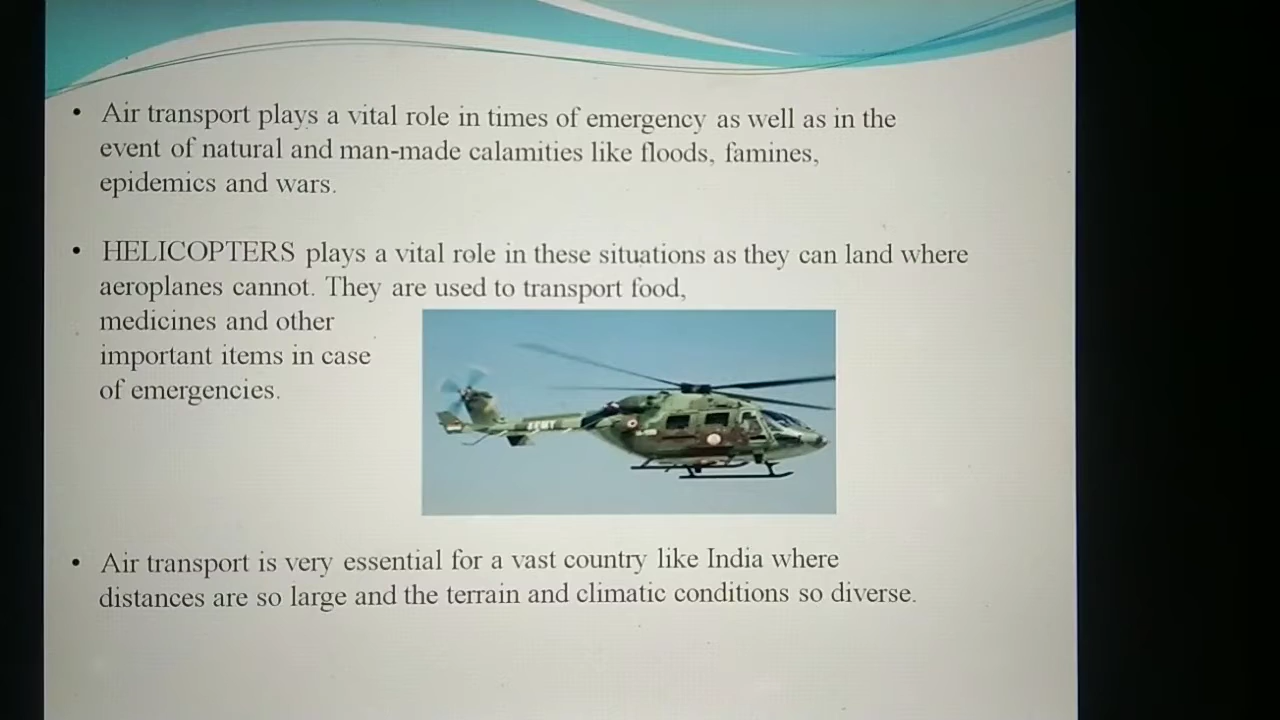 • Air transport plays a vital role in times of emergency as well as in the
event of natural and man-made calamities like floods, famines,
epidemics and wars.
• HELICOPTERS plays a vital role in these situations as they can land where
aeroplanes cannot. They are used to transport food,
medicines and other
important items in case
of emergencies.
• Air transport is very essential for a vast country like India where
distances are so large and the terrain and climatic conditions so diverse.